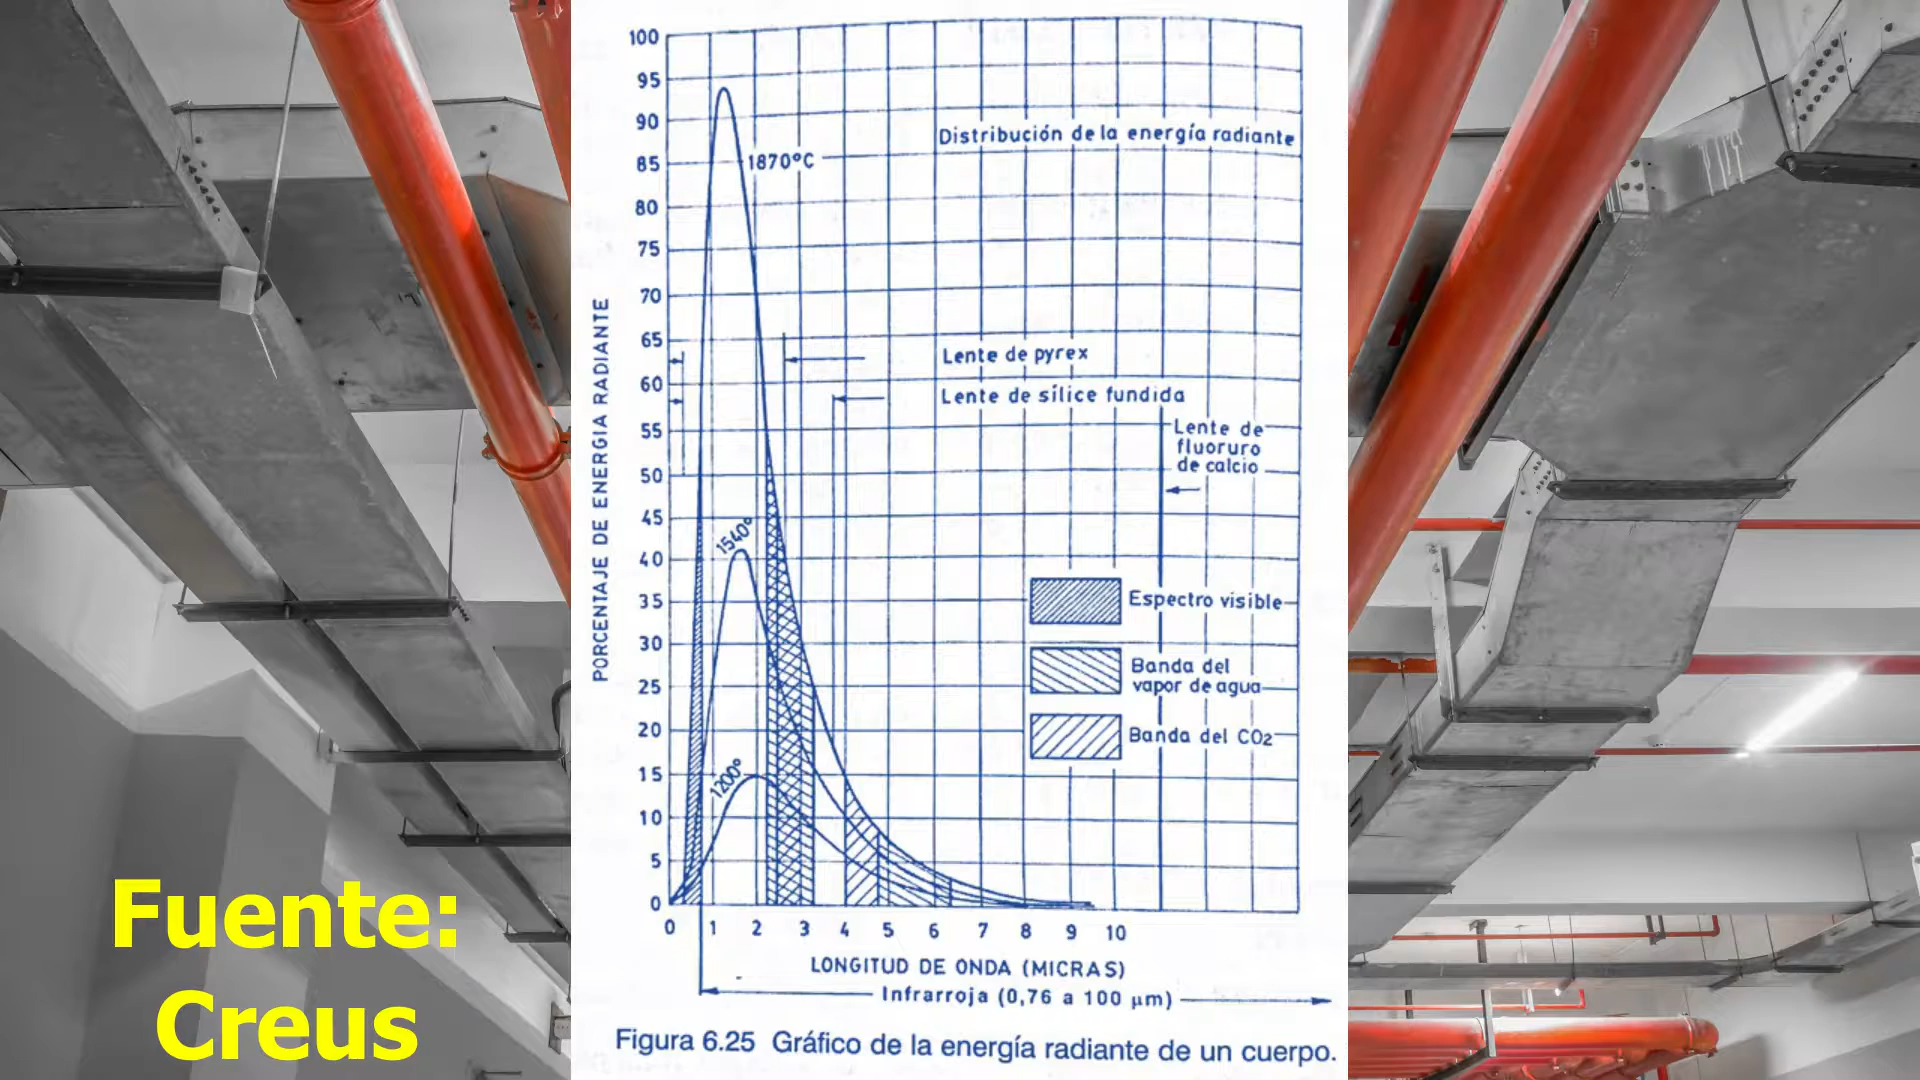 100
95
90
85
80
75
70
65
60
55
50
45
40
35
30
25
20
15
10
5
0
PORCENTAJE DE ENERGIA RADIANTE
Distribución de la energía radiante
1870°C
Lente de pyrex
Lente de sílice fundida
Lente de
fluoruro
de calcio
1540°
1200°
Espectro visible
Banda del
vapor de agua
Banda del CO2
0 1 2 3 4 5 6 7 8 9 10
LONGITUD DE ONDA (MICRAS)
Infrarroja (0,76 a 100 µm)
Figura 6.25 Gráfico de la energía radiante de un cuerpo.
Fuente:
Creus